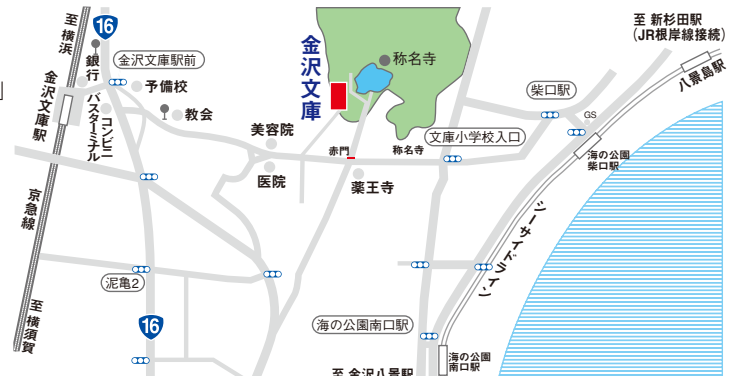 」
至 横浜
16
金沢文庫駅前
銀行
予備校
教会
コンビニ
バスターミナル
金沢文庫駅
京急線
至 横須賀
泥亀2
16
美容院
医院
金沢文庫
称名寺
赤門
称名寺
薬王寺
文庫小学校入口
柴口駅
GS
至 新杉田駅
(JR根岸線接続)
八景島駅
海の公園
柴口駅
シーサイドライン
海の公園南口駅
海の公園
南口駅
至 金沢八景駅